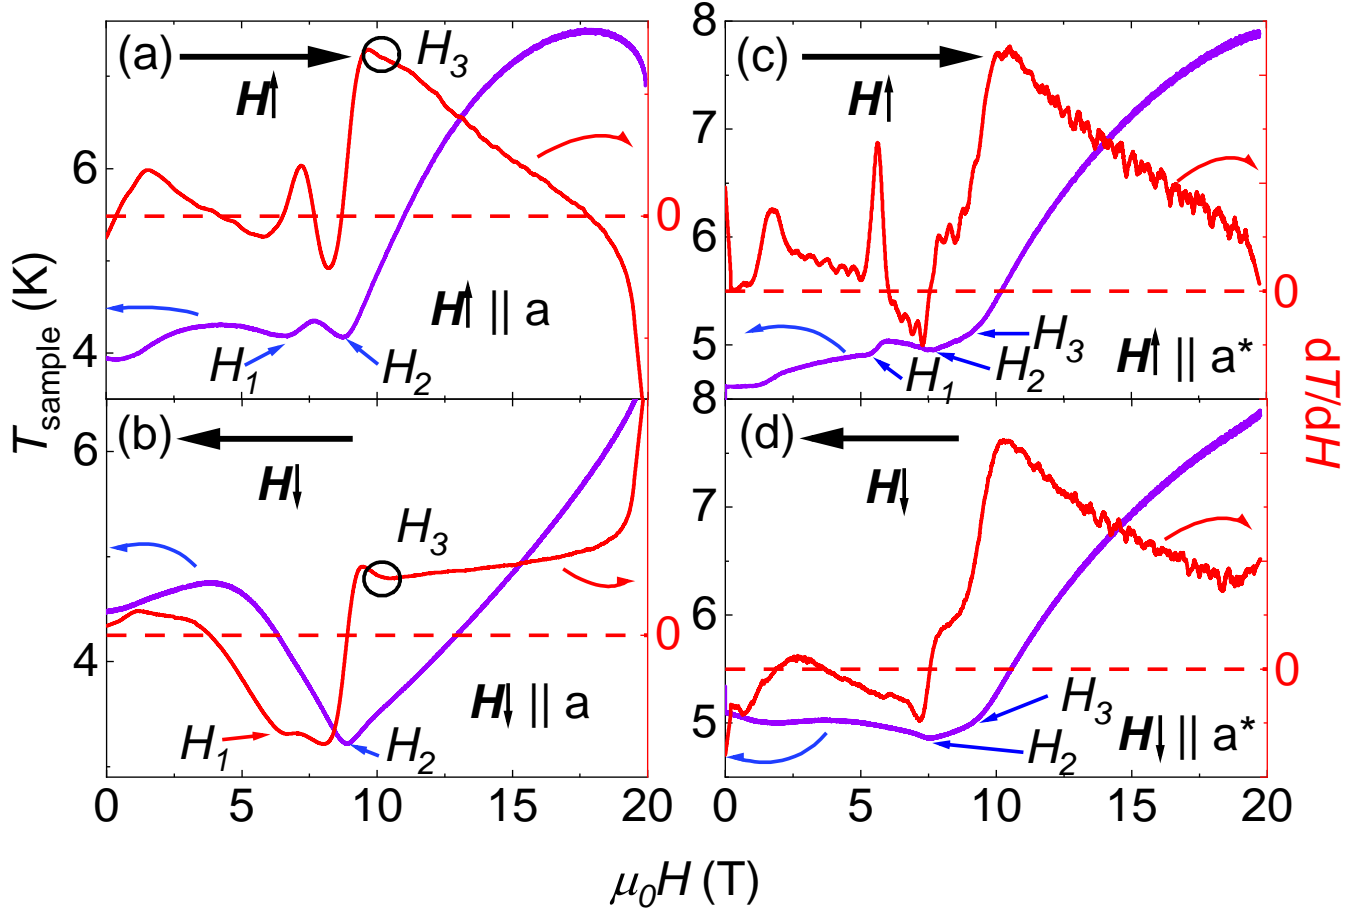 (a)
H↑
H3
6
4
0
H↑ || a
H1
H2
(c)
H↑
8
7
6
5
8
0
H3
H2
H1
H↑ || a*
Tsample (K)
dT/dH
(b)
H↓
H3
6
4
0
H1
H2
H↓ || a
0 5 10 15 20
(d)
H↓
7
6
5
0
H3
H2
H↓ || a*
0 5 10 15 20
μ0H (T)